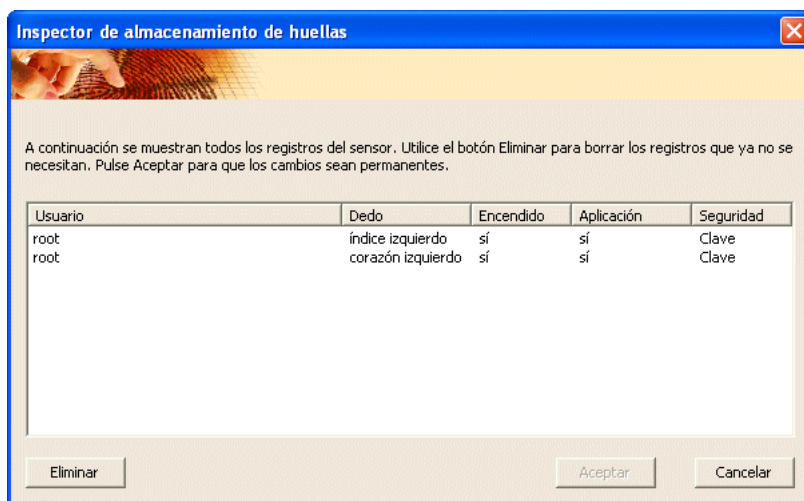 Inspector de almacenamiento de huellas
A continuación se muestran todos los registros del sensor. Utilice el botón Eliminar para borrar los registros que ya no se
necesitan. Pulse Aceptar para que los cambios sean permanentes.
Usuario Dedo Encendido Aplicación Seguridad
root índice izquierdo sí sí Clave
root corazón izquierdo sí sí Clave
Eliminar Aceptar Cancelar